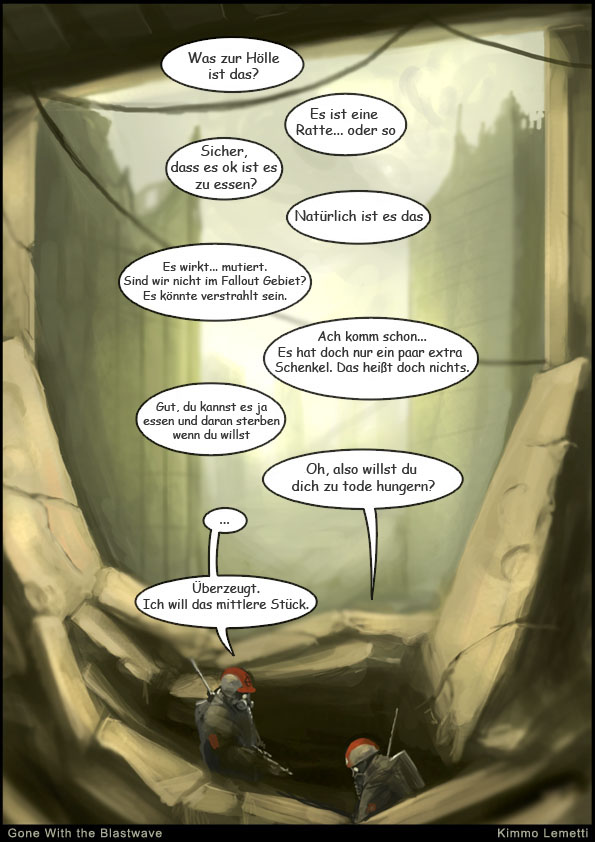 Was zur Hölle
ist das?
Es ist eine
Ratte... oder so
Sicher,
dass es ok ist es
zu essen?
Natürlich ist es das
Es wirkt... mutiert.
Sind wir nicht im Fallout Gebiet?
Es könnte verstrahlt sein.
Ach komm schon...
Es hat doch nur ein paar extra
Schenkel. Das heißt doch nichts.
Gut, du kannst es ja
essen und daran sterben
wenn du willst
Oh, also willst du
dich zu tode hungern?
...
Überzeugt.
Ich will das mittlere Stück.
Gone With the Blastwave
Kimmo Lemetti